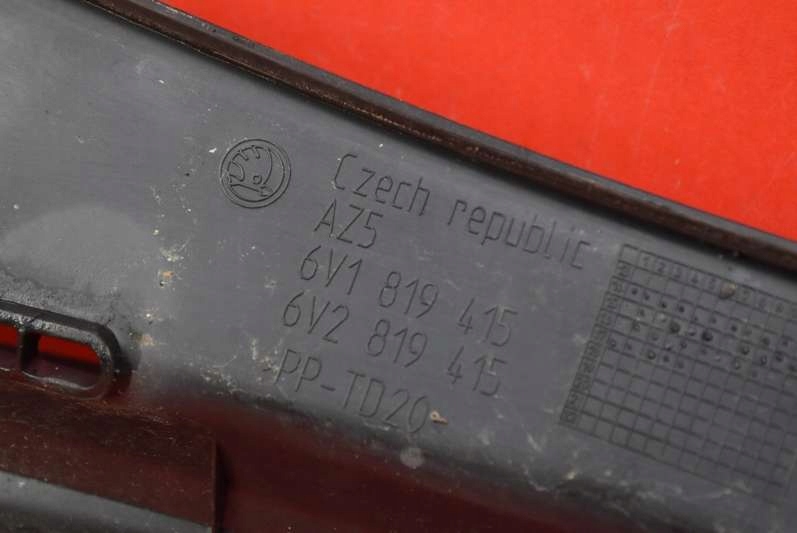 Czech republic
AZ5
6V1 819 415
6V2 819 415
>PP-TD20<